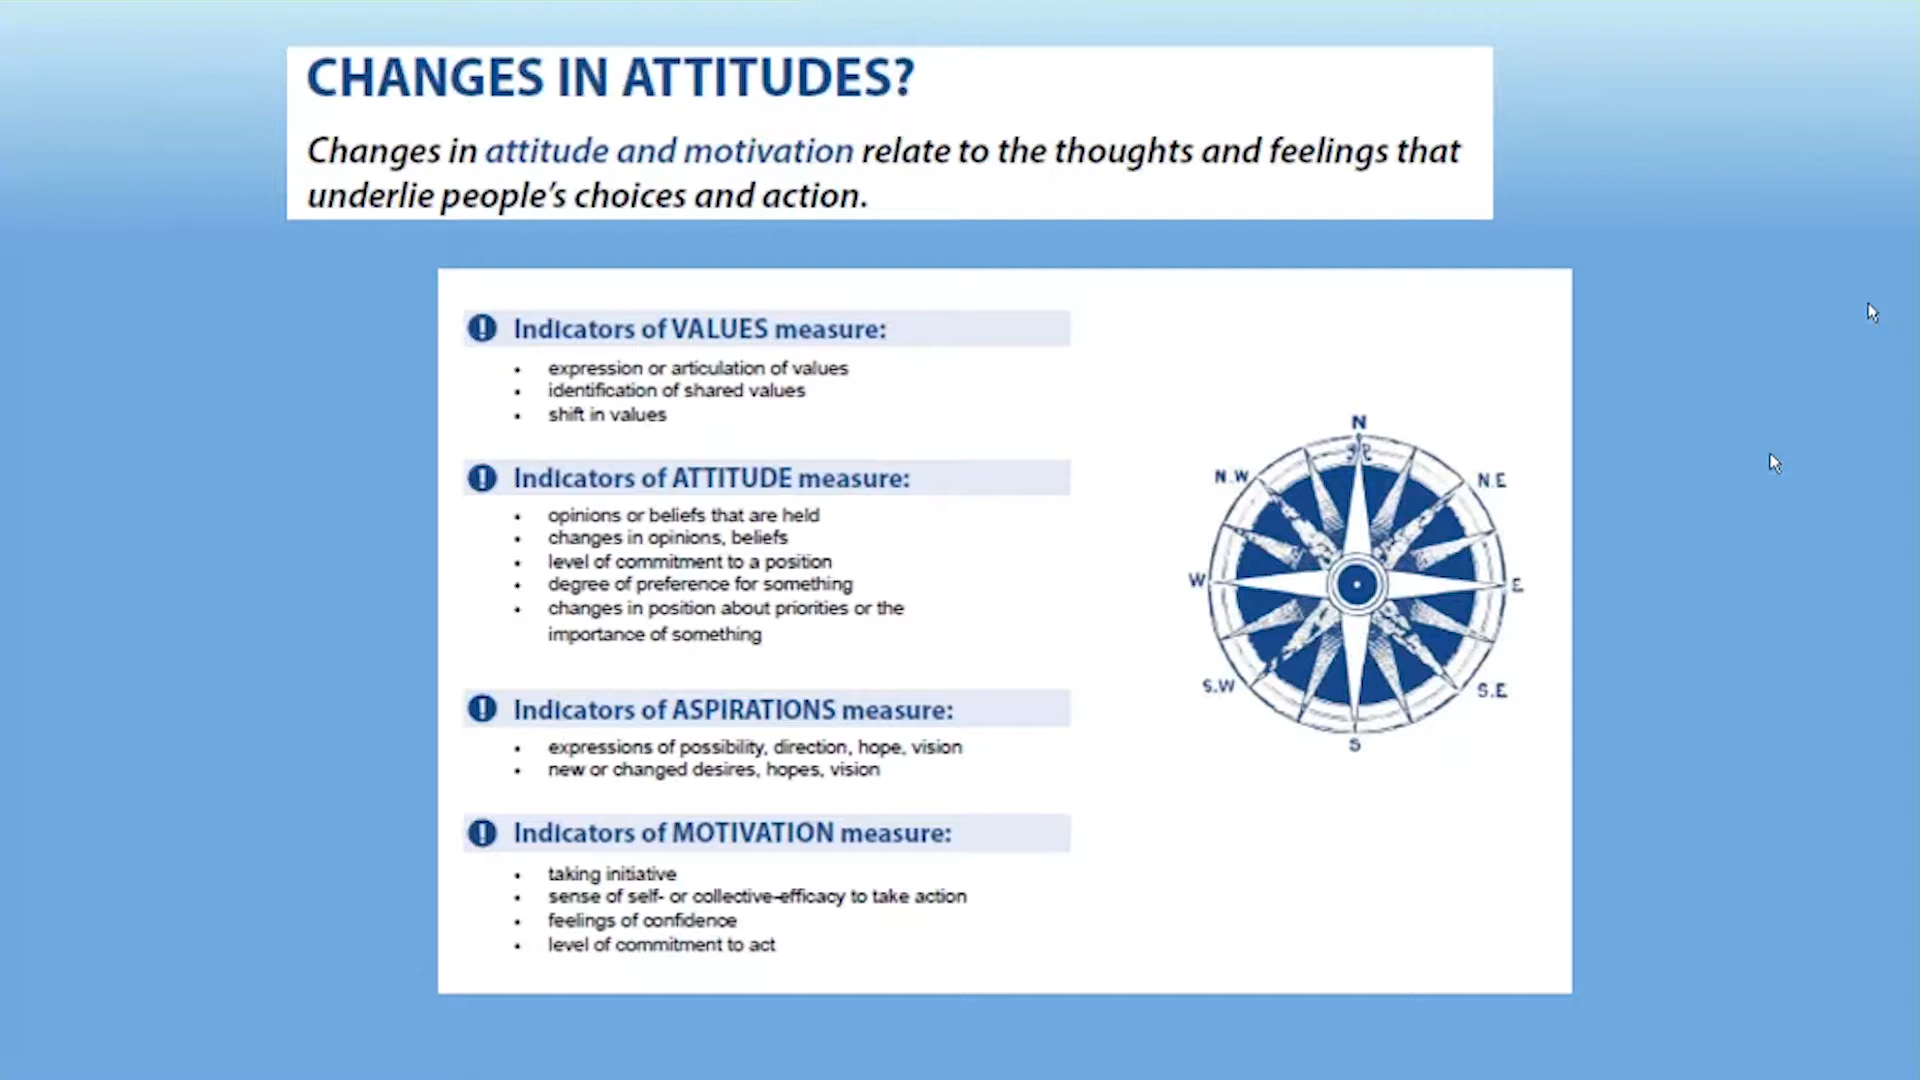 CHANGES IN ATTITUDES?
Changes in attitude and motivation relate to the thoughts and feelings that
underlie people's choices and action.
Indicators of VALUES measure:
• expression or articulation of values
• identification of shared values
• shift in values
Indicators of ATTITUDE measure:
• opinions or beliefs that are held
• changes in opinions, beliefs
• level of commitment to a position
• degree of preference for something
• changes in position about priorities or the
importance of something
Indicators of ASPIRATIONS measure:
• expressions of possibility, direction, hope, vision
• new or changed desires, hopes, vision
Indicators of MOTIVATION measure:
• taking initiative
• sense of self- or collective-efficacy to take action
• feelings of confidence
• level of commitment to act
N
N.W
N.E
W
E
S.W
S.E
S